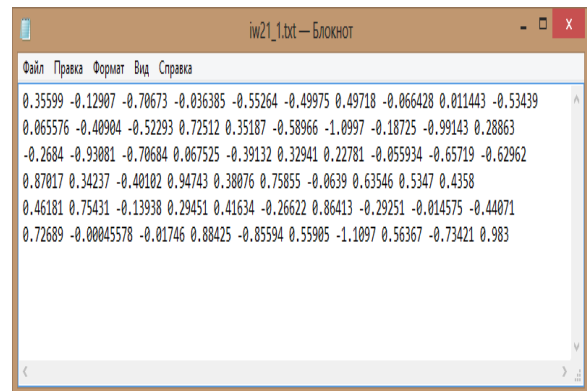 iw21_1.txt — Блокнот
Файл Правка Формат Вид Справка
0.35599 -0.12907 -0.70673 -0.036385 -0.55264 -0.49975 0.49718 -0.066428 0.011443 -0.53439
0.065576 -0.40904 -0.52293 0.72512 0.35187 -0.58966 -1.0997 -0.18725 -0.99143 0.28863
-0.2684 -0.93081 -0.70684 0.067525 -0.39132 0.32941 0.22781 -0.055934 -0.65719 -0.62962
0.87017 0.34237 -0.40102 0.94743 0.38076 0.75855 -0.0639 0.63546 0.5347 0.4358
0.46181 0.75431 -0.13938 0.29451 0.41634 -0.26622 0.86413 -0.29251 -0.014575 -0.44071
0.72689 -0.00045578 -0.01746 0.88425 -0.85594 0.55905 -1.1097 0.56367 -0.73421 0.983